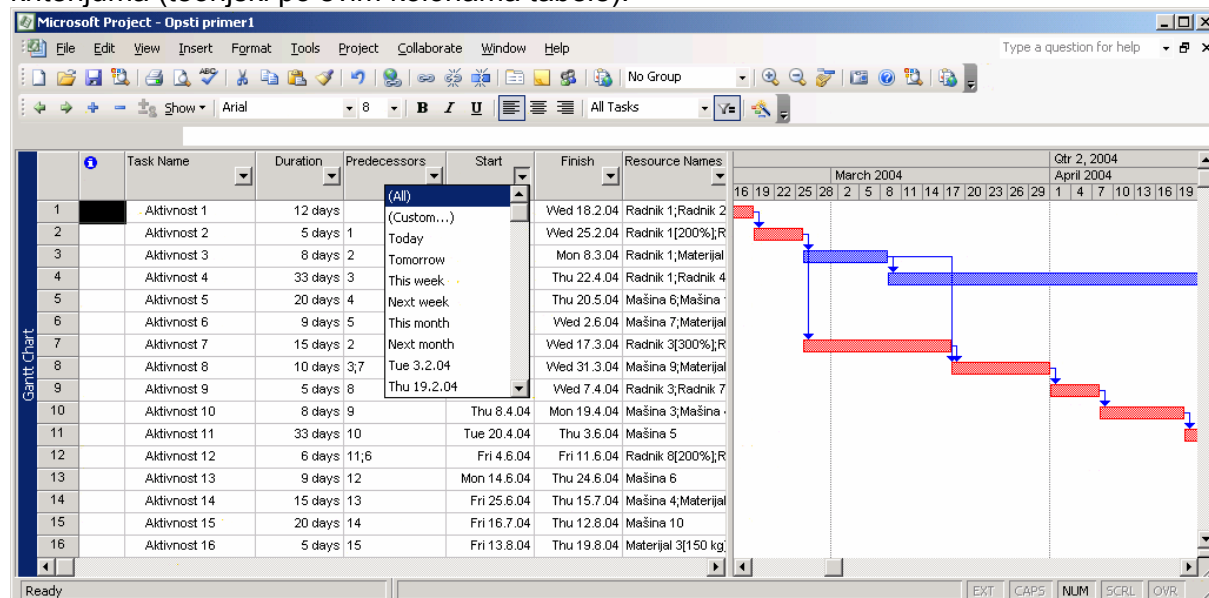 kriterijuma (točnjski po svim kolonama tabele).
Microsoft Project - Opsti primer1
File Edit View Insert Format Tools Project Collaborate Window Help
Type a question for help
No Group
Show Arial 8 B I U All Tasks
Task Name Duration Predecessors Start Finish Resource Names
Qtr 2, 2004
March 2004 April 2004
16 19 22 25 28 2 5 8 11 14 17 20 23 26 29 1 4 7 10 13 16 19
(All)
(Custom...)
Today
Tomorrow
This week
Next week
This month
Next month
Tue 3.2.04
Thu 19.2.04
1 Aktivnost 1 12 days Wed 18.2.04 Radnik 1;Radnik 2
2 Aktivnost 2 5 days 1 Wed 25.2.04 Radnik 1[200%];R
3 Aktivnost 3 8 days 2 Mon 8.3.04 Radnik 1;Materijal
4 Aktivnost 4 33 days 3 Thu 22.4.04 Radnik 1;Radnik 4
5 Aktivnost 5 20 days 4 Thu 20.5.04 Mašina 6;Mašina
6 Aktivnost 6 9 days 5 Wed 2.6.04 Mašina 7;Materijal
7 Aktivnost 7 15 days 2 Wed 17.3.04 Radnik 3[300%];R
8 Aktivnost 8 10 days 3;7 Wed 31.3.04 Mašina 9;Materijal
9 Aktivnost 9 5 days 8 Wed 7.4.04 Radnik 3;Radnik 7
10 Aktivnost 10 8 days 9 Thu 8.4.04 Mon 19.4.04 Mašina 3;Mašina
11 Aktivnost 11 33 days 10 Tue 20.4.04 Thu 3.6.04 Mašina 5
12 Aktivnost 12 6 days 11;6 Fri 4.6.04 Fri 11.6.04 Radnik 8[200%];R
13 Aktivnost 13 9 days 12 Mon 14.6.04 Thu 24.6.04 Mašina 6
14 Aktivnost 14 15 days 13 Fri 25.6.04 Thu 15.7.04 Mašina 4;Materijal
15 Aktivnost 15 20 days 14 Fri 16.7.04 Thu 12.8.04 Mašina 10
16 Aktivnost 16 5 days 15 Fri 13.8.04 Thu 19.8.04 Materijal 3[150 kg]
Gantt Chart
Ready EXT CAPS NUM SCRL OVR